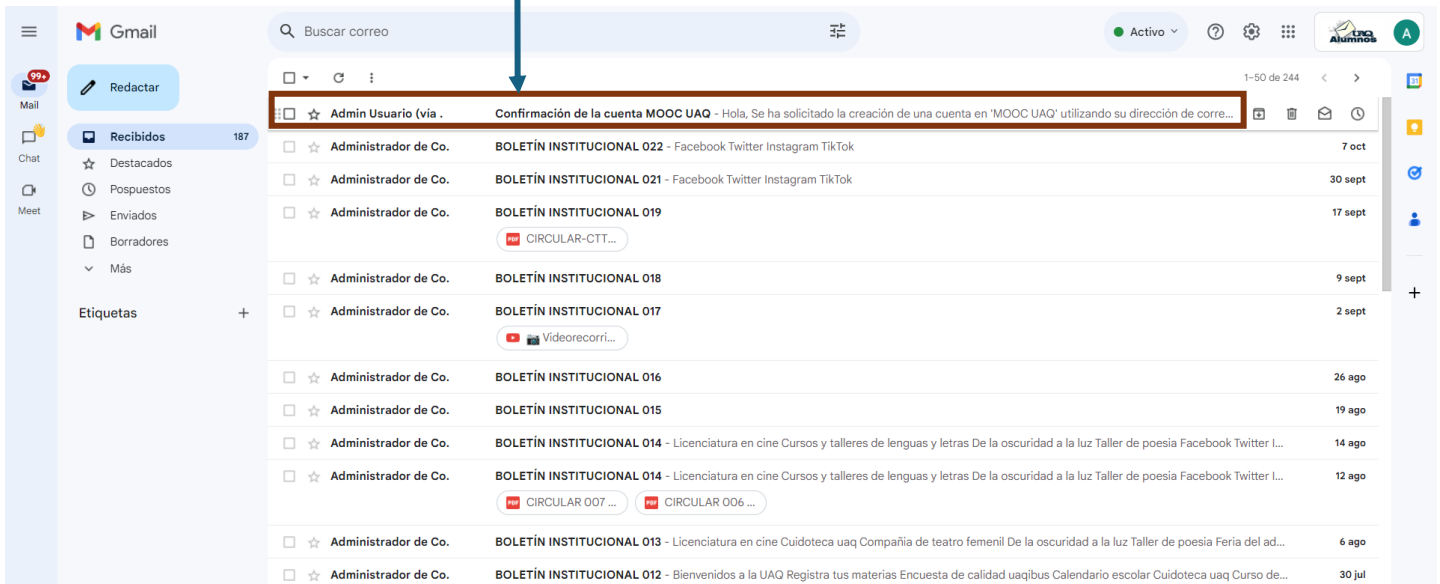 Gmail
Buscar correo
Activo
UAQ
Alumnos
A
99+
Mail
Chat
Meet
Redactar
Recibidos 187
Destacados
Pospuestos
Enviados
Borradores
Más
Etiquetas
1–50 de 244
31
Admin Usuario (vía . Confirmación de la cuenta MOOC UAQ - Hola, Se ha solicitado la creación de una cuenta en 'MOOC UAQ' utilizando su dirección de corre...
Administrador de Co. BOLETÍN INSTITUCIONAL 022 - Facebook Twitter Instagram TikTok 7 oct
Administrador de Co. BOLETÍN INSTITUCIONAL 021 - Facebook Twitter Instagram TikTok 30 sept
Administrador de Co. BOLETÍN INSTITUCIONAL 019 17 sept
PDF CIRCULAR-CTT...
Administrador de Co. BOLETÍN INSTITUCIONAL 018 9 sept
Administrador de Co. BOLETÍN INSTITUCIONAL 017 2 sept
Videorecorri...
Administrador de Co. BOLETÍN INSTITUCIONAL 016 26 ago
Administrador de Co. BOLETÍN INSTITUCIONAL 015 19 ago
Administrador de Co. BOLETÍN INSTITUCIONAL 014 - Licenciatura en cine Cursos y talleres de lenguas y letras De la oscuridad a la luz Taller de poesia Facebook Twitter I... 14 ago
Administrador de Co. BOLETÍN INSTITUCIONAL 014 - Licenciatura en cine Cursos y talleres de lenguas y letras De la oscuridad a la luz Taller de poesia Facebook Twitter I... 12 ago
PDF CIRCULAR 007 ... PDF CIRCULAR 006 ...
Administrador de Co. BOLETÍN INSTITUCIONAL 013 - Licenciatura en cine Cuidoteca uaq Compañia de teatro femenil De la oscuridad a la luz Taller de poesia Feria del ad... 6 ago
Administrador de Co. BOLETÍN INSTITUCIONAL 012 - Bienvenidos a la UAQ Registra tus materias Encuesta de calidad uaqibus Calendario escolar Cuidoteca uaq Curso de... 30 jul